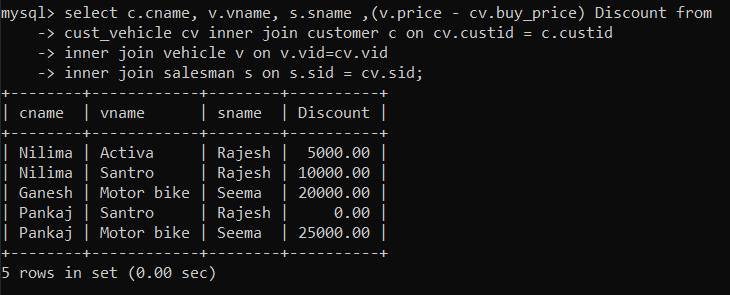 mysql> select c.cname, v.vname, s.sname ,(v.price - cv.buy_price) Discount from
    -> cust_vehicle cv inner join customer c on cv.custid = c.custid
    -> inner join vehicle v on v.vid=cv.vid
    -> inner join salesman s on s.sid = cv.sid;
+--------+------------+--------+----------+
| cname  | vname      | sname  | Discount |
+--------+------------+--------+----------+
| Nilima | Activa     | Rajesh |  5000.00 |
| Nilima | Santro     | Rajesh | 10000.00 |
| Ganesh | Motor bike | Seema  | 20000.00 |
| Pankaj | Santro     | Rajesh |     0.00 |
| Pankaj | Motor bike | Seema  | 25000.00 |
+--------+------------+--------+----------+
5 rows in set (0.00 sec)